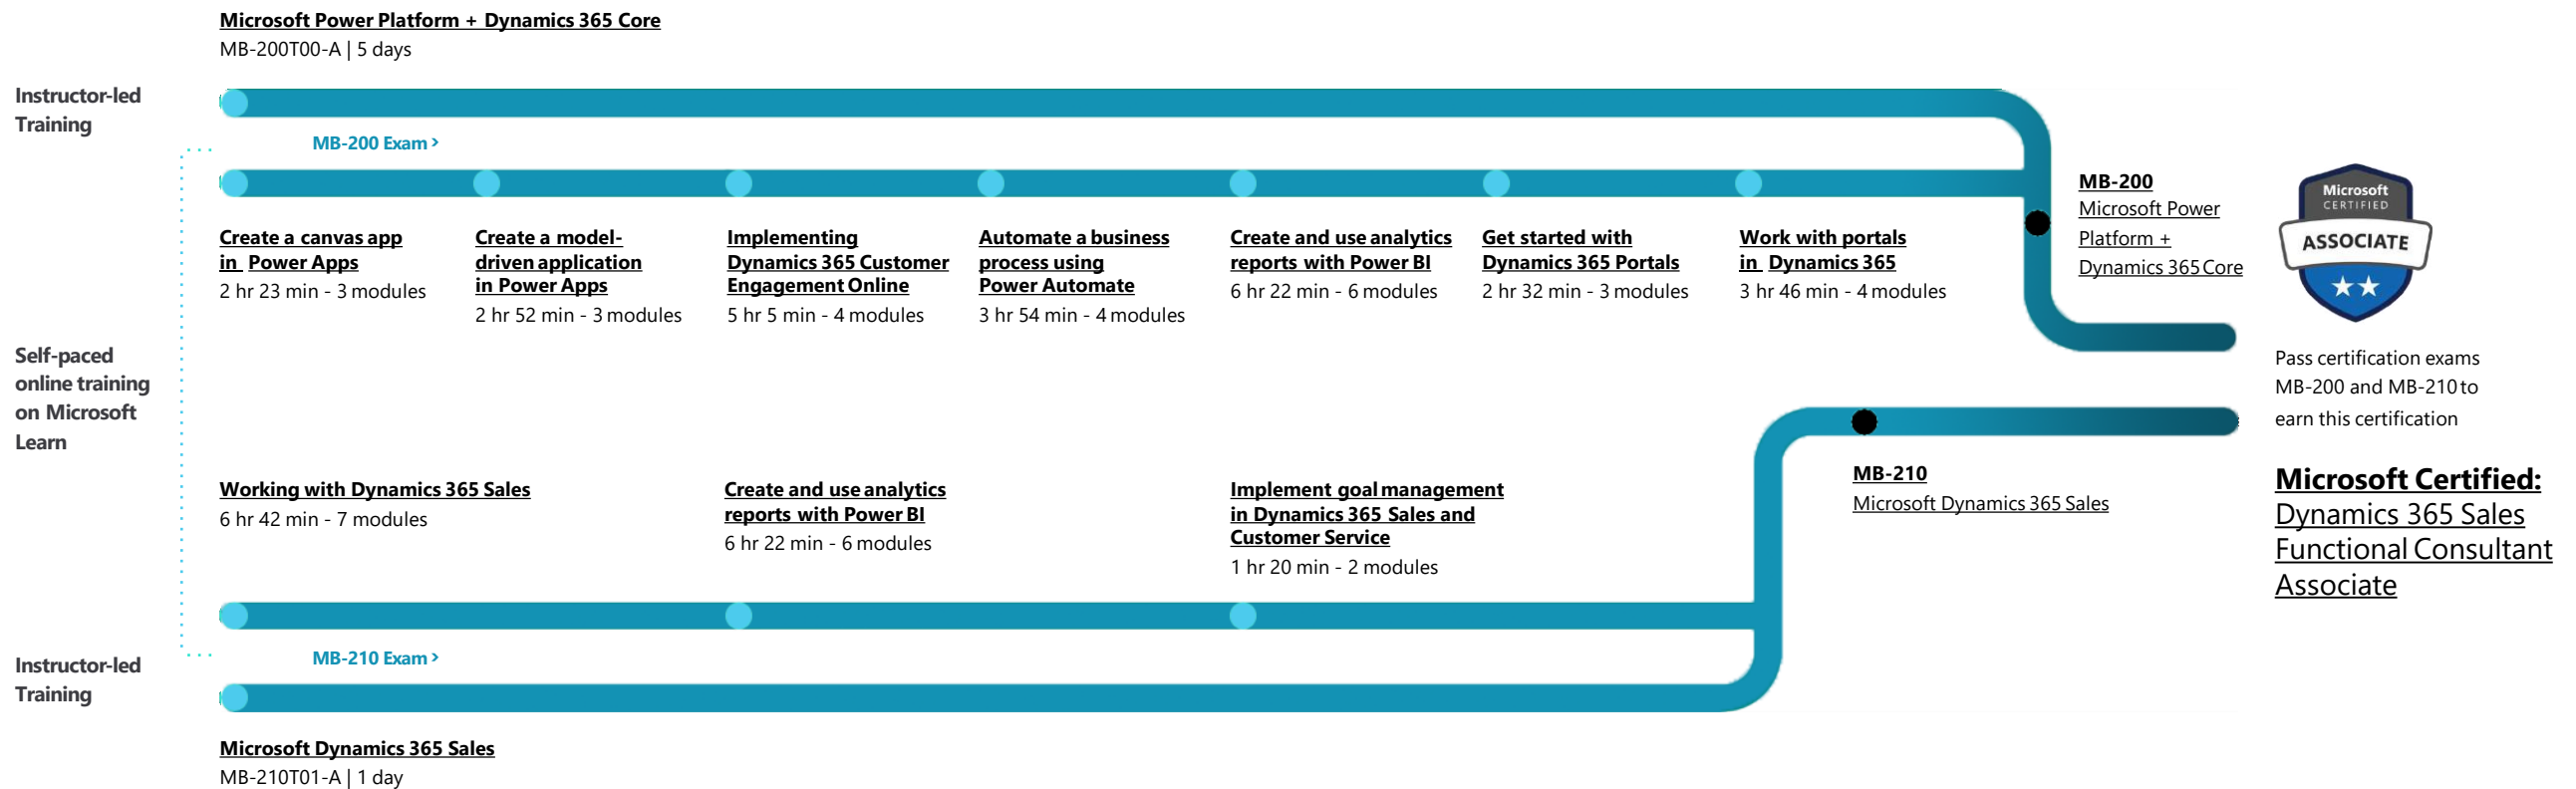 Microsoft Power Platform + Dynamics 365 Core
MB-200T00-A | 5 days
Instructor-led
Training
MB-200 Exam >
Create a canvas app
in Power Apps
2 hr 23 min - 3 modules
Create a model-
driven application
in Power Apps
2 hr 52 min - 3 modules
Implementing
Dynamics 365 Customer
Engagement Online
5 hr 5 min - 4 modules
Automate a business
process using
Power Automate
3 hr 54 min - 4 modules
Create and use analytics
reports with Power BI
6 hr 22 min - 6 modules
Get started with
Dynamics 365 Portals
2 hr 32 min - 3 modules
Work with portals
in Dynamics 365
3 hr 46 min - 4 modules
MB-200
Microsoft Power
Platform +
Dynamics 365 Core
Microsoft
CERTIFIED
ASSOCIATE
Self-paced
online training
on Microsoft
Learn
Pass certification exams
MB-200 and MB-210 to
earn this certification
Working with Dynamics 365 Sales
6 hr 42 min - 7 modules
Create and use analytics
reports with Power BI
6 hr 22 min - 6 modules
Implement goal management
in Dynamics 365 Sales and
Customer Service
1 hr 20 min - 2 modules
MB-210
Microsoft Dynamics 365 Sales
Microsoft Certified:
Dynamics 365 Sales
Functional Consultant
Associate
MB-210 Exam >
Instructor-led
Training
Microsoft Dynamics 365 Sales
MB-210T01-A | 1 day